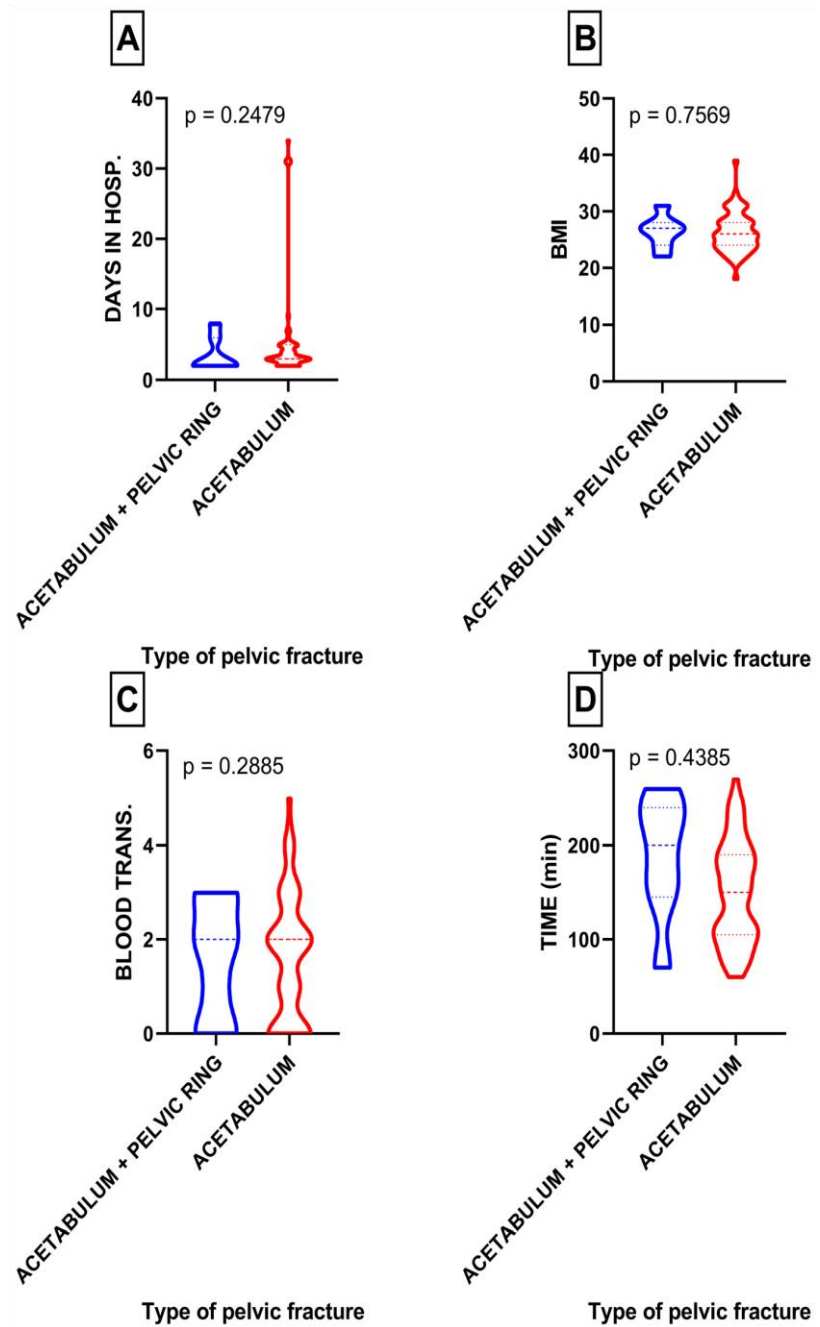 A
p = 0.2479
DAYS IN HOSP.
40
30
20
10
0
ACETABULUM + PELVIC RING
ACETABULUM
Type of pelvic fracture
B
p = 0.7569
BMI
50
40
30
20
10
0
ACETABULUM + PELVIC RING
ACETABULUM
Type of pelvic fracture
C
p = 0.2885
BLOOD TRANS.
6
4
2
0
ACETABULUM + PELVIC RING
ACETABULUM
Type of pelvic fracture
D
p = 0.4385
TIME (min)
300
200
100
0
ACETABULUM + PELVIC RING
ACETABULUM
Type of pelvic fracture